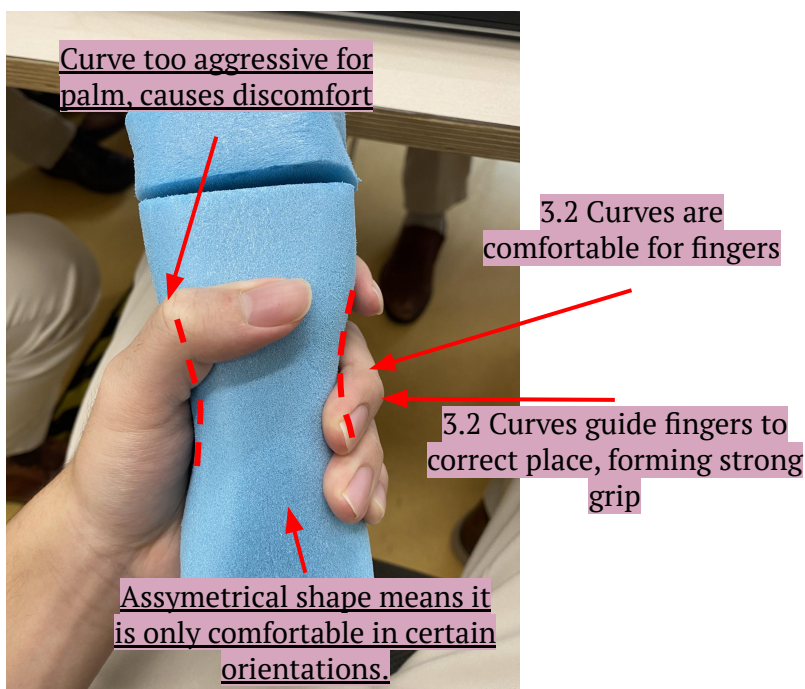 Curve too aggressive for
palm, causes discomfort
3.2 Curves are
comfortable for fingers
3.2 Curves guide fingers to
correct place, forming strong
grip
Assymetrical shape means it
is only comfortable in certain
orientations.